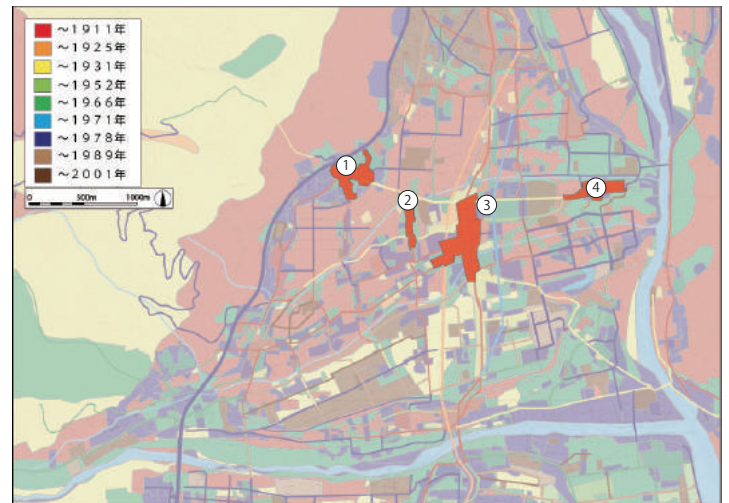 ～１９１１年
～１９２５年
～１９３１年
～１９５２年
～１９６６年
～１９７１年
～１９７８年
～１９８９年
～２００１年
0 500m 1000m
①
②
③
④